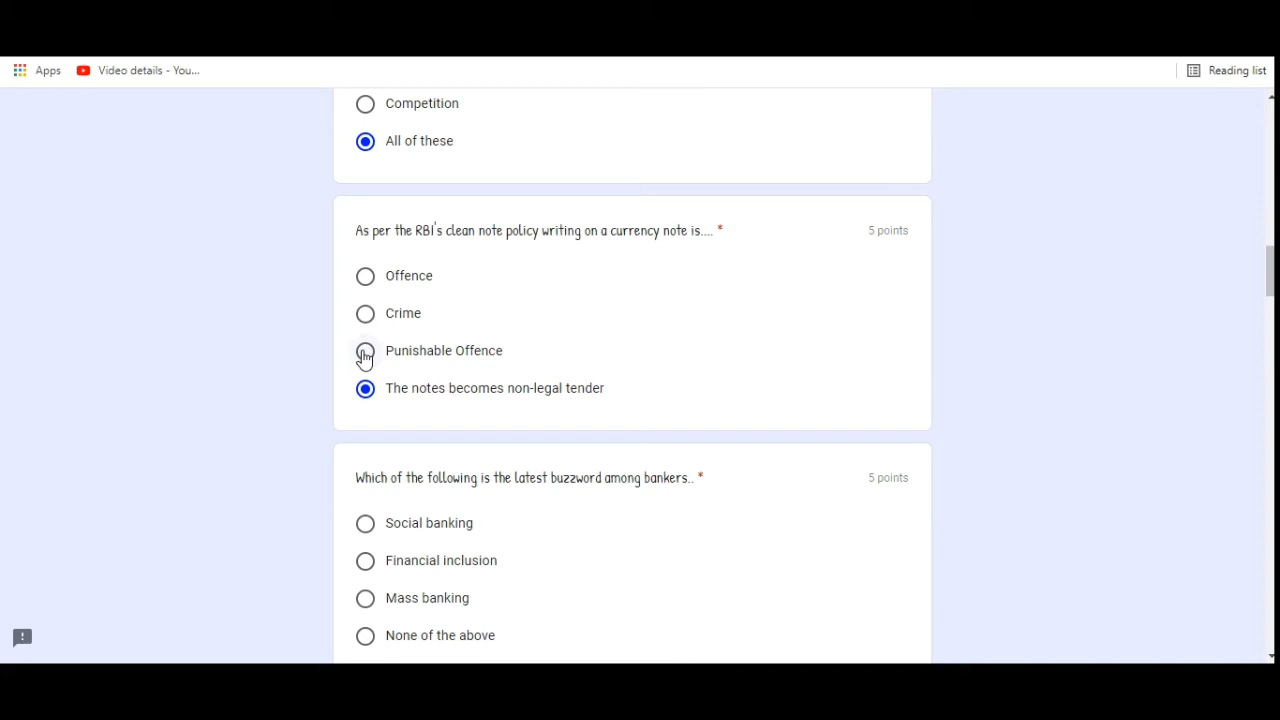 Apps Video details - You... Reading list
Competition
All of these
As per the RBI's clean note policy writing on a currency note is.... * 5 points
Offence
Crime
Punishable Offence
The notes becomes non-legal tender
Which of the following is the latest buzzword among bankers.. * 5 points
Social banking
Financial inclusion
Mass banking
None of the above